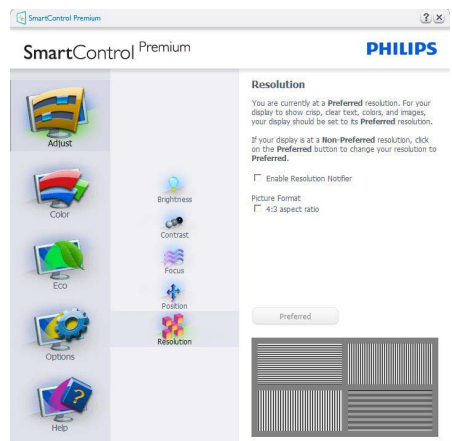 SmartControl Premium
SmartControl Premium
PHILIPS
Adjust
Color
Eco
Options
Help
Brightness
Contrast
Focus
Position
Resolution
Resolution
You are currently at a Preferred resolution. For your
display to show crisp, clear text, colors, and images,
your display should be set to its Preferred resolution.
If your display is at a Non-Preferred resolution, click
on the Preferred button to change your resolution to
Preferred.
Enable Resolution Notifier
Picture Format
4:3 aspect ratio
Preferred